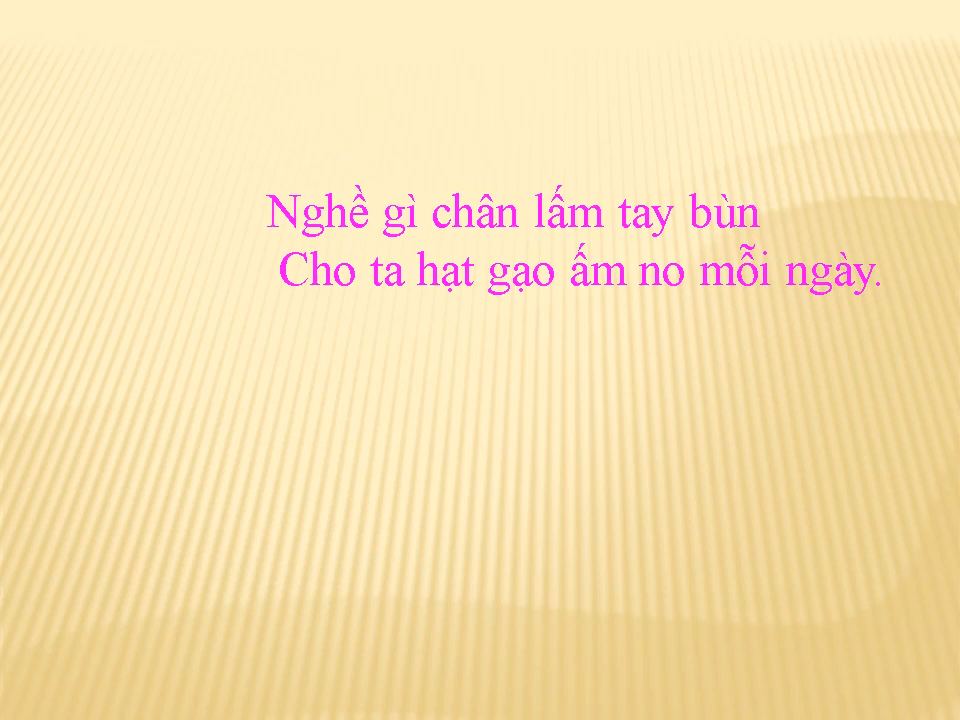 Nghề gì chân lấm tay bùn
Cho ta hạt gạo ấm no mỗi ngày.